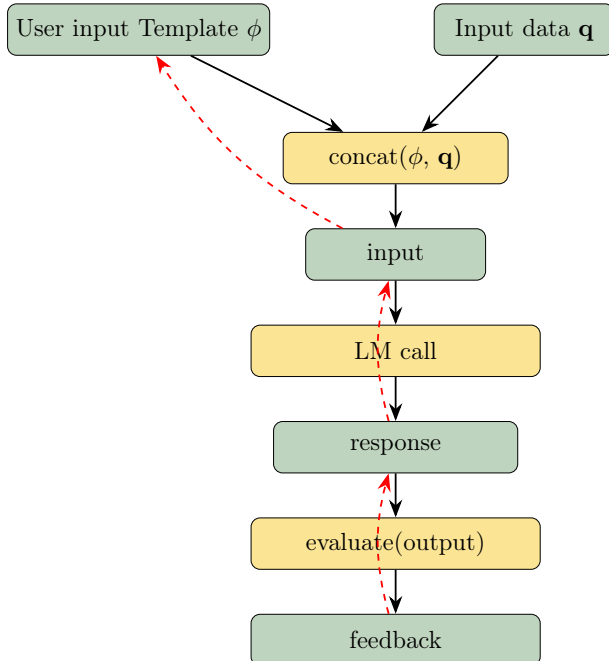 User input Template ϕ
Input data q
concat(ϕ, q)
input
LM call
response
evaluate(output)
feedback